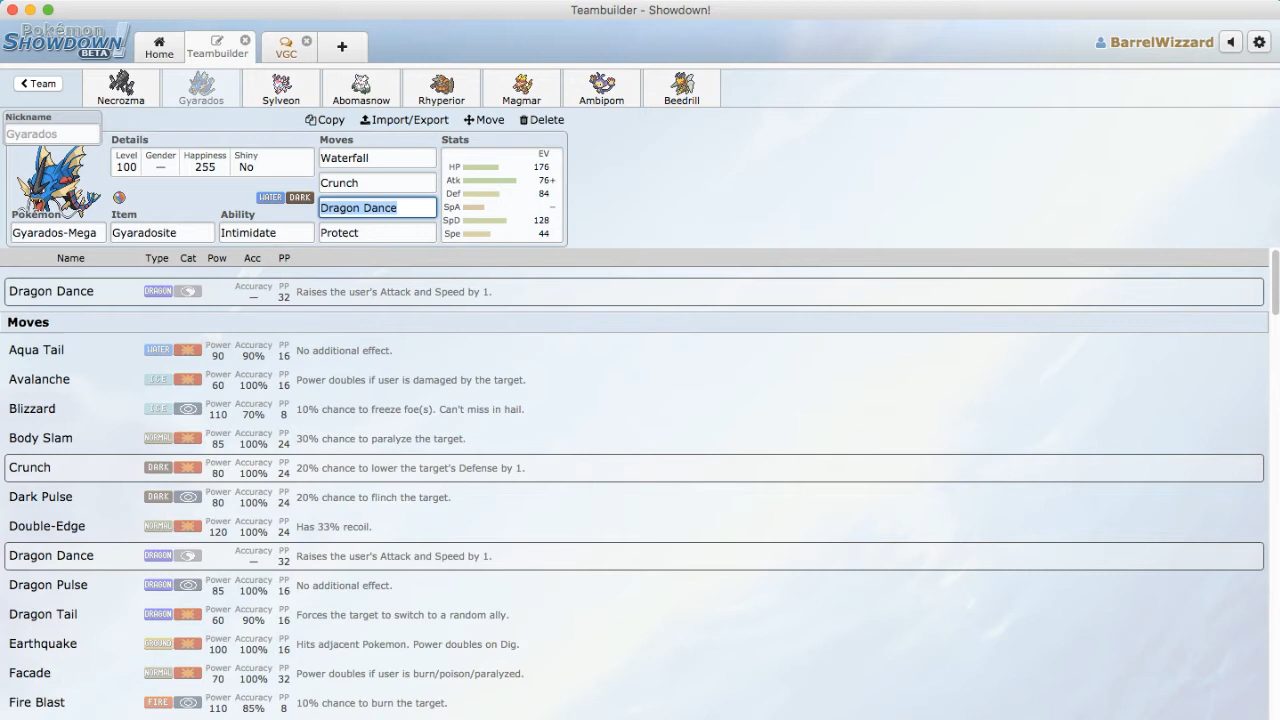 Teambuilder - Showdown!
Pokémon
SHOWDOWN!
BETA
Home
Teambuilder
VGC
+
BarrelWizzard
Team
Necrozma
Gyarados
Sylveon
Abomasnow
Rhyperior
Magmar
Ambipom
Beedrill
Nickname
Gyarados
Copy Import/Export Move Delete
Details
Level Gender Happiness Shiny
100 — 255 No
WATER DARK
Pokémon Item Ability
Gyarados-Mega Gyaradosite Intimidate
Moves
Waterfall
Crunch
Dragon Dance
Protect
Stats
EV
HP 176
Atk 76+
Def 84
SpA –
SpD 128
Spe 44
Name Type Cat Pow Acc PP
Dragon Dance DRAGON Accuracy — PP 32 Raises the user's Attack and Speed by 1.
Moves
Aqua Tail WATER Power 90 Accuracy 90% PP 16 No additional effect.
Avalanche ICE Power 60 Accuracy 100% PP 16 Power doubles if user is damaged by the target.
Blizzard ICE Power 110 Accuracy 70% PP 8 10% chance to freeze foe(s). Can't miss in hail.
Body Slam NORMAL Power 85 Accuracy 100% PP 24 30% chance to paralyze the target.
Crunch DARK Power 80 Accuracy 100% PP 24 20% chance to lower the target's Defense by 1.
Dark Pulse DARK Power 80 Accuracy 100% PP 24 20% chance to flinch the target.
Double-Edge NORMAL Power 120 Accuracy 100% PP 24 Has 33% recoil.
Dragon Dance DRAGON Accuracy — PP 32 Raises the user's Attack and Speed by 1.
Dragon Pulse DRAGON Power 85 Accuracy 100% PP 16 No additional effect.
Dragon Tail DRAGON Power 60 Accuracy 90% PP 16 Forces the target to switch to a random ally.
Earthquake GROUND Power 100 Accuracy 100% PP 16 Hits adjacent Pokemon. Power doubles on Dig.
Facade NORMAL Power 70 Accuracy 100% PP 32 Power doubles if user is burn/poison/paralyzed.
Fire Blast FIRE Power 110 Accuracy 85% PP 8 10% chance to burn the target.